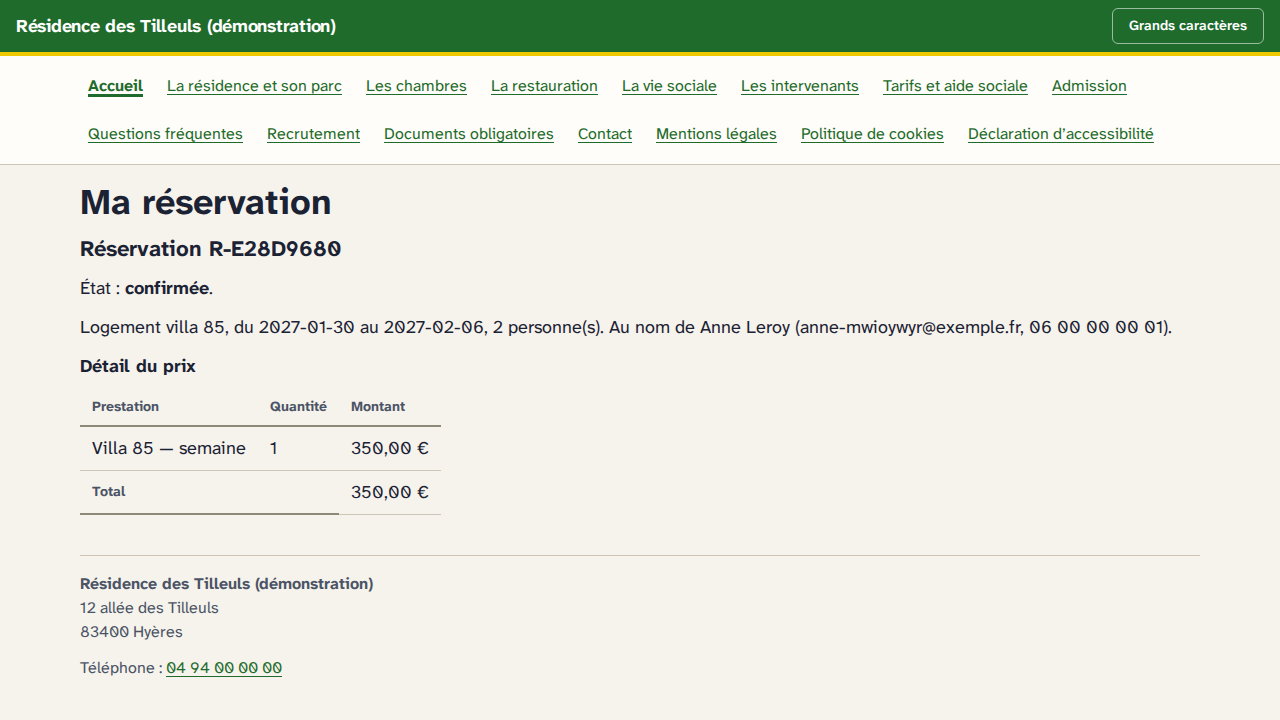 Résidence des Tilleuls (démonstration)
Grands caractères
Accueil La résidence et son parc Les chambres La restauration La vie sociale Les intervenants Tarifs et aide sociale Admission
Questions fréquentes Recrutement Documents obligatoires Contact Mentions légales Politique de cookies Déclaration d’accessibilité
Ma réservation
Réservation R-E28D9680
État : confirmée.
Logement villa 85, du 2027-01-30 au 2027-02-06, 2 personne(s). Au nom de Anne Leroy (anne-mwioywyr@exemple.fr, 06 00 00 00 01).
Détail du prix
Prestation Quantité Montant
Villa 85 — semaine 1 350,00 €
Total 350,00 €
Résidence des Tilleuls (démonstration)
12 allée des Tilleuls
83400 Hyères
Téléphone : 04 94 00 00 00